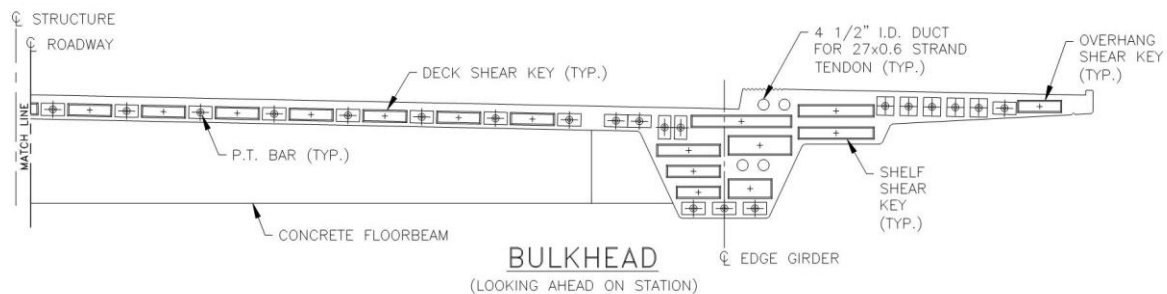 ℄ STRUCTURE
℄ ROADWAY
MATCH LINE
DECK SHEAR KEY (TYP.)
4 1/2" I.D. DUCT
FOR 27x0.6 STRAND
TENDON (TYP.)
OVERHANG
SHEAR KEY
(TYP.)
P.T. BAR (TYP.)
SHELF
SHEAR
KEY
(TYP.)
CONCRETE FLOORBEAM
℄ EDGE GIRDER
BULKHEAD
(LOOKING AHEAD ON STATION)